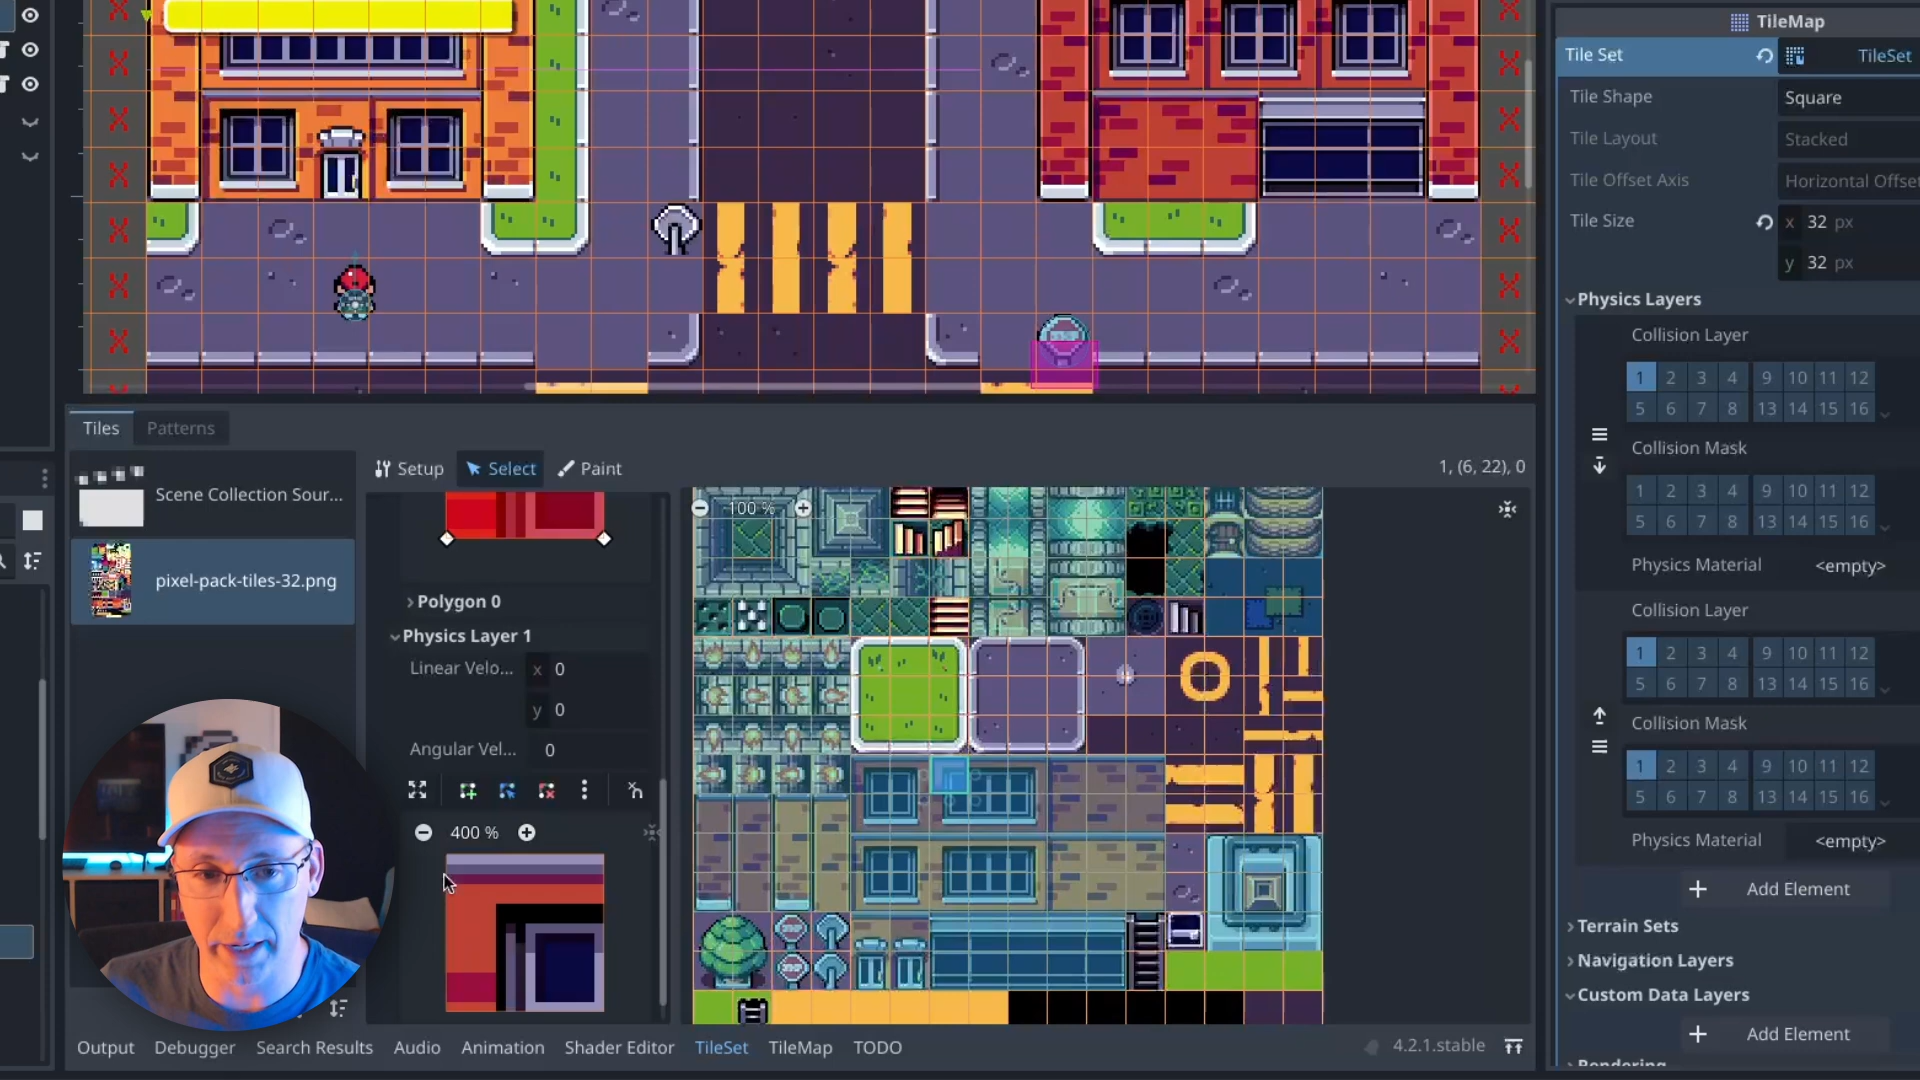 TileMap
Tile Set
TileSet
Tile Shape
Square
Tile Layout
Stacked
Tile Offset Axis
Horizontal Offset
Tile Size
x 32 px
y 32 px
Physics Layers
Collision Layer
1 2 3 4 9 10 11 12
5 6 7 8 13 14 15 16
Collision Mask
1 2 3 4 9 10 11 12
5 6 7 8 13 14 15 16
Physics Material
<empty>
Collision Layer
1 2 3 4 9 10 11 12
5 6 7 8 13 14 15 16
Collision Mask
1 2 3 4 9 10 11 12
5 6 7 8 13 14 15 16
Physics Material
<empty>
Add Element
Terrain Sets
Navigation Layers
Custom Data Layers
Add Element
Rendering
Tiles
Patterns
Scene Collection Sour...
pixel-pack-tiles-32.png
Setup
Select
Paint
1, (6, 22), 0
100 %
Polygon 0
Physics Layer 1
Linear Velo...
x 0
y 0
Angular Vel...
0
400 %
Output
Debugger
Search Results
Audio
Animation
Shader Editor
TileSet
TileMap
TODO
4.2.1.stable